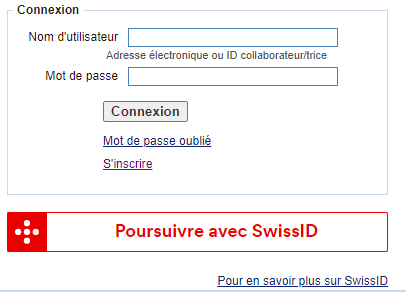 Connexion
Nom d'utilisateur
Adresse électronique ou ID collaborateur/trice
Mot de passe
Connexion
Mot de passe oublié
S'inscrire
Poursuivre avec SwissID
Pour en savoir plus sur SwissID